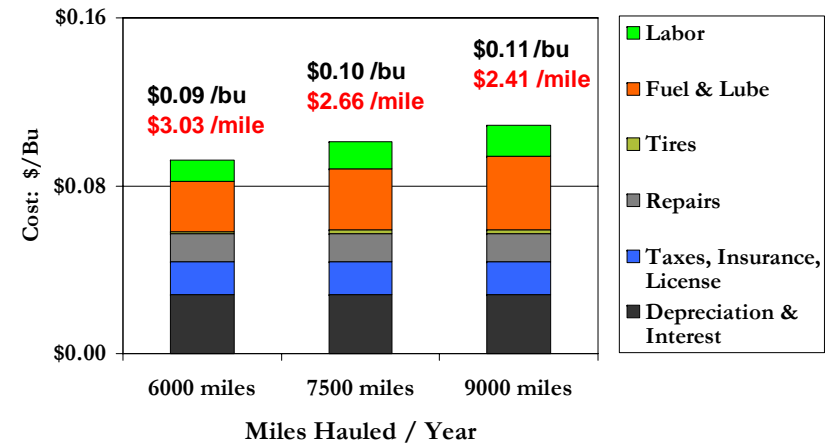 $0.16
$0.08
$0.00
Cost: $/Bu
$0.09 /bu
$3.03 /mile
$0.10 /bu
$2.66 /mile
$0.11 /bu
$2.41 /mile
6000 miles
7500 miles
9000 miles
Miles Hauled / Year
Labor
Fuel & Lube
Tires
Repairs
Taxes, Insurance,
License
Depreciation &
Interest